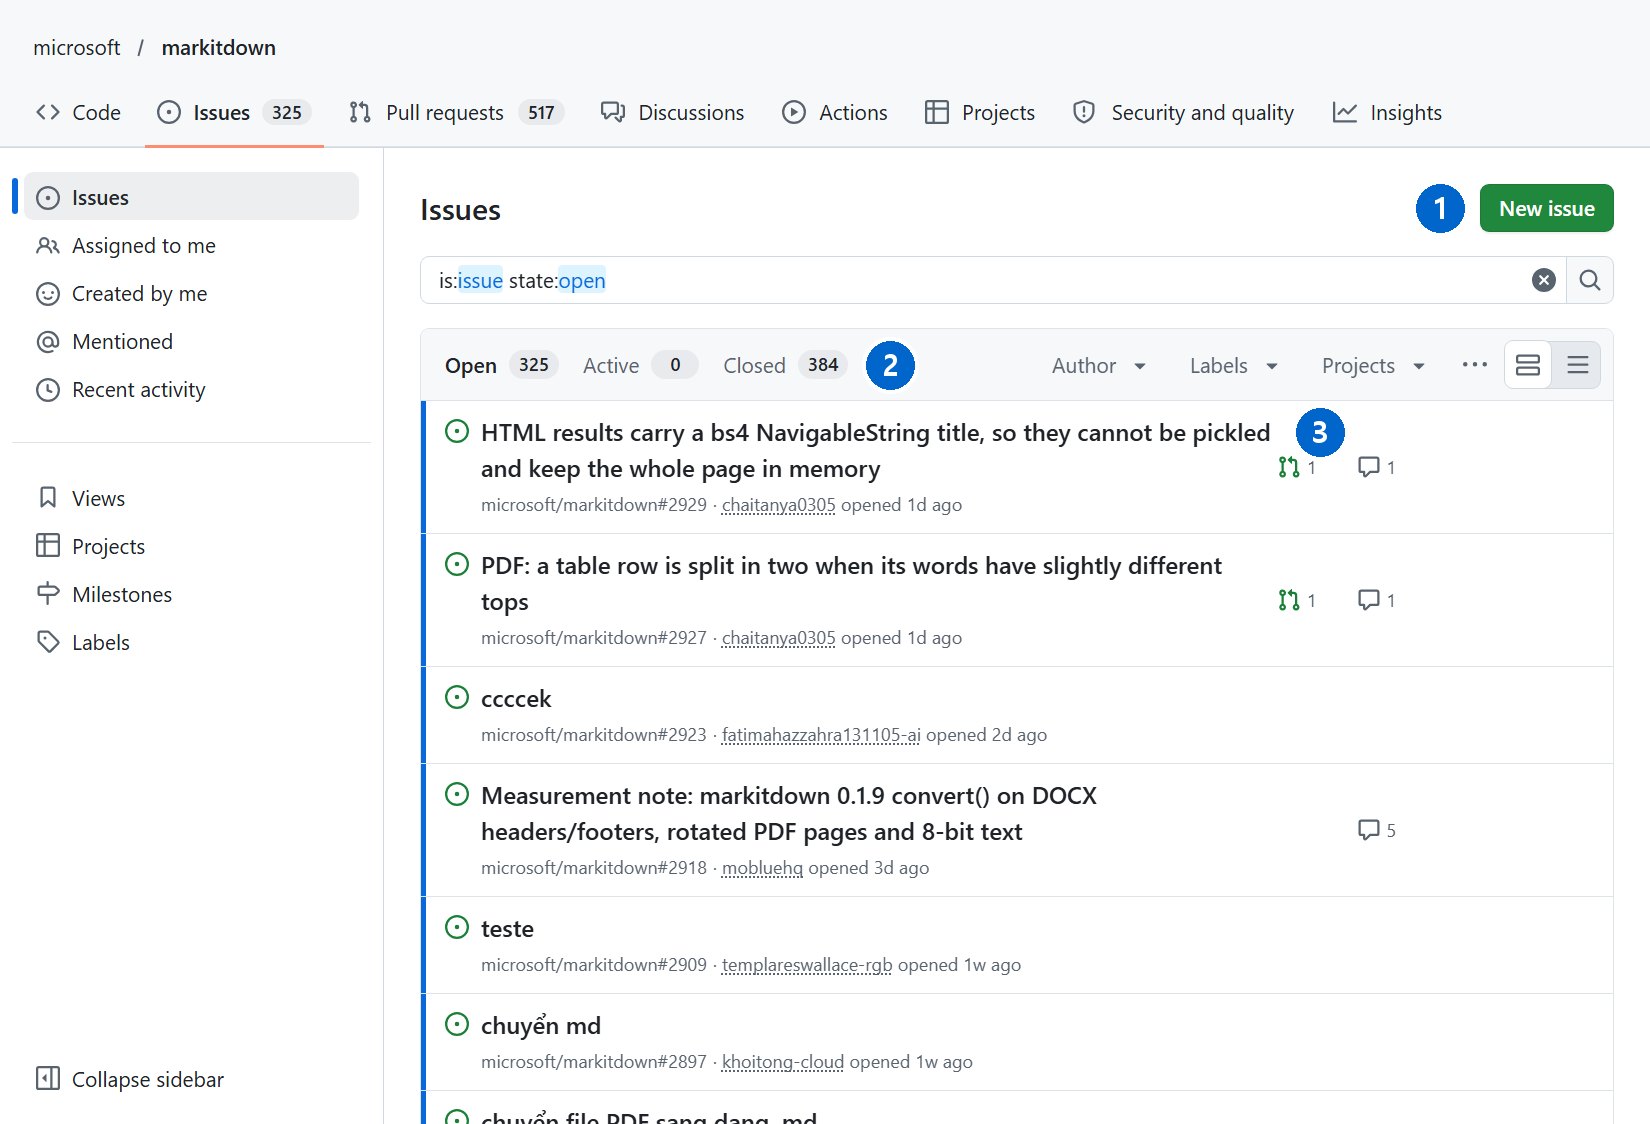 microsoft / markitdown
Code Issues 325 Pull requests 517 Discussions Actions Projects Security and quality Insights
Issues
Assigned to me
Created by me
Mentioned
Recent activity
Views
Projects
Milestones
Labels
Collapse sidebar
Issues
1 New issue
is:issue state:open
Open 325 Active 0 Closed 384 2 Author Labels Projects
HTML results carry a bs4 NavigableString title, so they cannot be pickled 3
and keep the whole page in memory
1 1
microsoft/markitdown#2929 · chaitanya0305 opened 1d ago
PDF: a table row is split in two when its words have slightly different
tops
1 1
microsoft/markitdown#2927 · chaitanya0305 opened 1d ago
ccccek
microsoft/markitdown#2923 · fatimahazzahra131105-ai opened 2d ago
Measurement note: markitdown 0.1.9 convert() on DOCX
headers/footers, rotated PDF pages and 8-bit text
5
microsoft/markitdown#2918 · mobluehq opened 3d ago
teste
microsoft/markitdown#2909 · templareswallace-rgb opened 1w ago
chuyển md
microsoft/markitdown#2897 · khoitong-cloud opened 1w ago
chuyển file PDF sang dạng .md